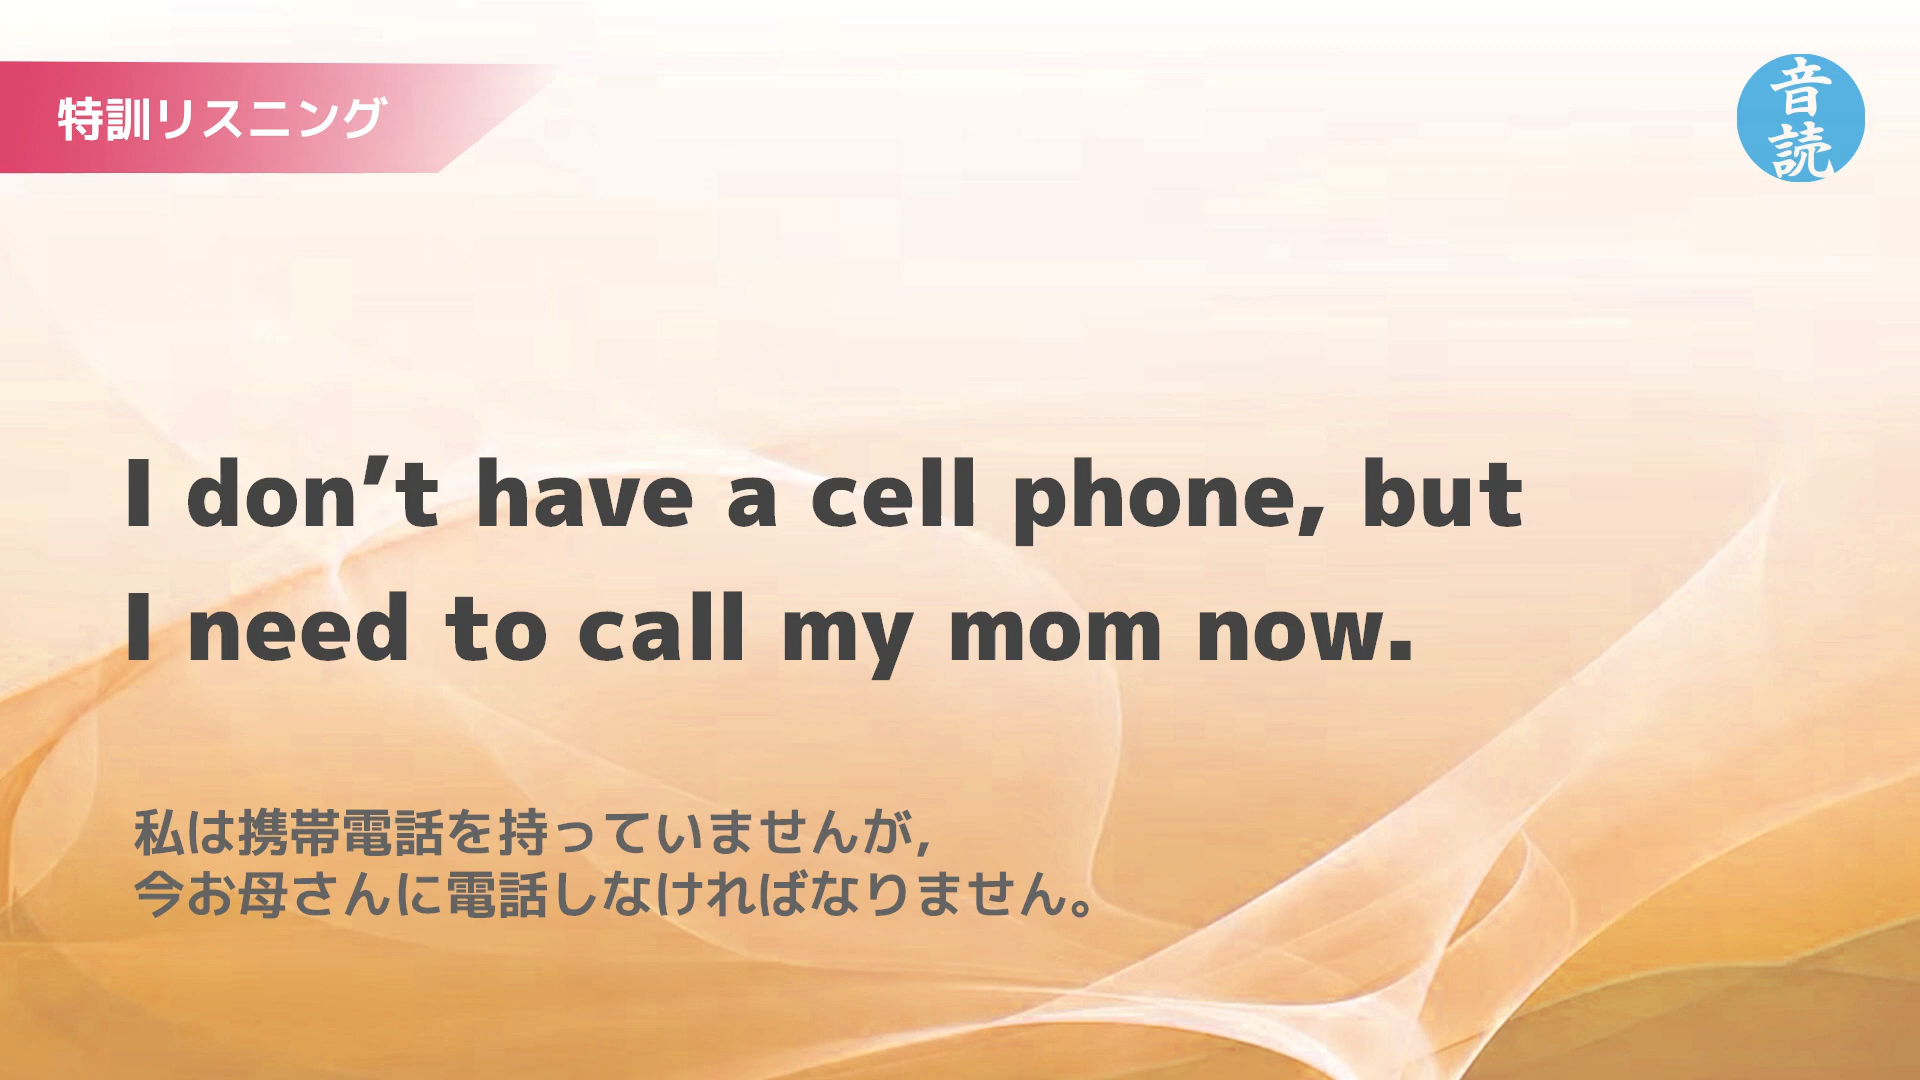 特訓リスニング
音
読
I don’t have a cell phone, but
I need to call my mom now.
私は携帯電話を持っていませんが,
今お母さんに電話しなければなりません。